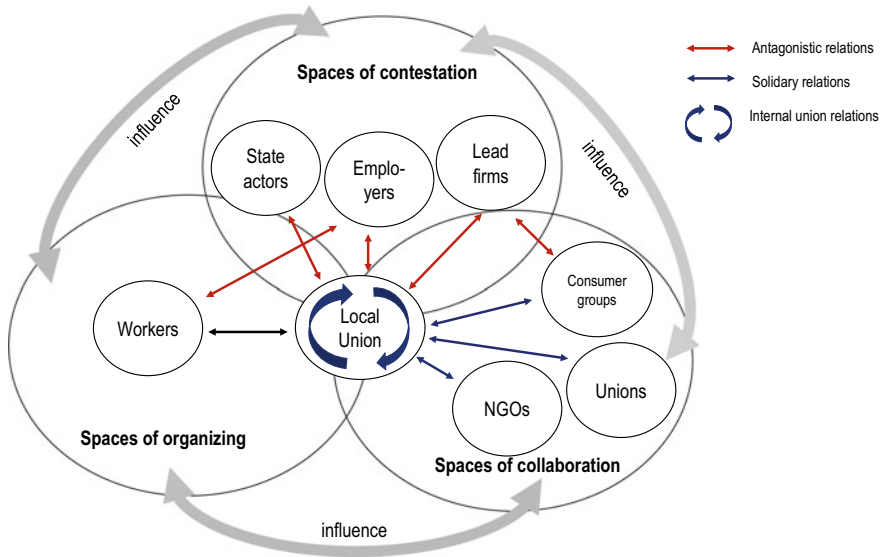 Antagonistic relations
Solidary relations
Internal union relations
influence
influence
Spaces of contestation
State
actors
Emplo-
yers
Lead
firms
Consumer
groups
Workers
Local
Union
NGOs
Unions
Spaces of organizing
Spaces of collaboration
influence